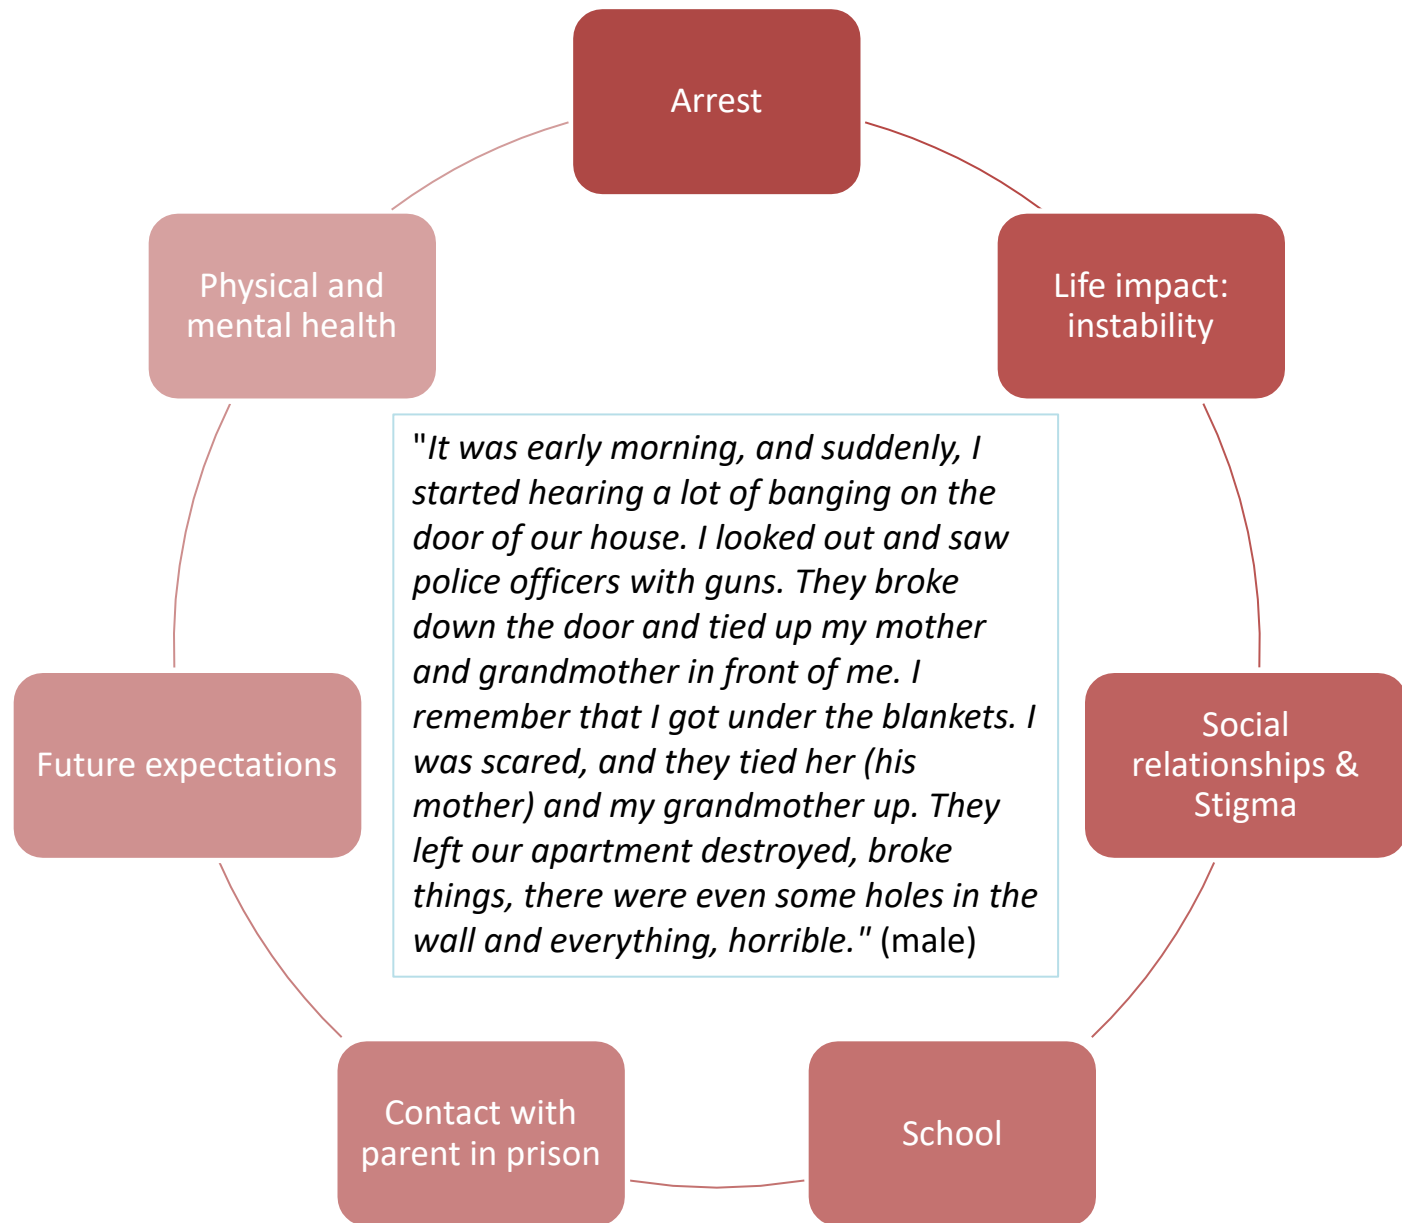 Arrest
Life impact:
instability
Social
relationships &
Stigma
School
Contact with
parent in prison
Future expectations
Physical and
mental health
"It was early morning, and suddenly, I
started hearing a lot of banging on the
door of our house. I looked out and saw
police officers with guns. They broke
down the door and tied up my mother
and grandmother in front of me. I
remember that I got under the blankets. I
was scared, and they tied her (his
mother) and my grandmother up. They
left our apartment destroyed, broke
things, there were even some holes in the
wall and everything, horrible." (male)